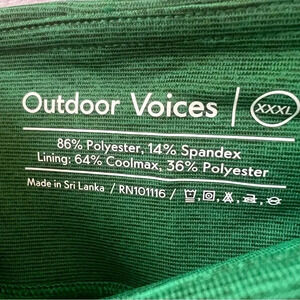 Outdoor Voices | XXXL
86% Polyester, 14% Spandex
Lining: 64% Coolmax, 36% Polyester
Made in Sri Lanka / RN101116 /